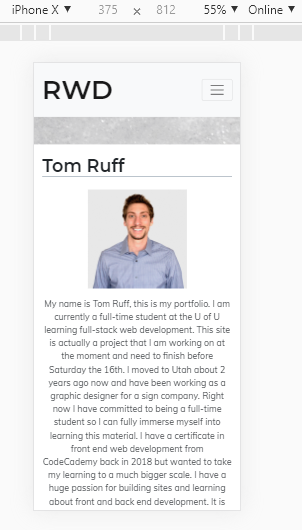 iPhone X ▼ 375 × 812 55% ▼ Online ▼
RWD
Tom Ruff
My name is Tom Ruff, this is my portfolio. I am
currently a full-time student at the U of U
learning full-stack web development. This site
is actually a project that I am working on at
the moment and need to finish before
Saturday the 16th. I moved to Utah about 2
years ago now and have been working as a
graphic designer for a sign company. Right
now I have committed to being a full-time
student so I can fully immerse myself into
learning this material. I have a certificate in
front end web development from
CodeCademy back in 2018 but wanted to take
my learning to a much bigger scale. I have a
huge passion for building sites and learning
about front and back end development. It is